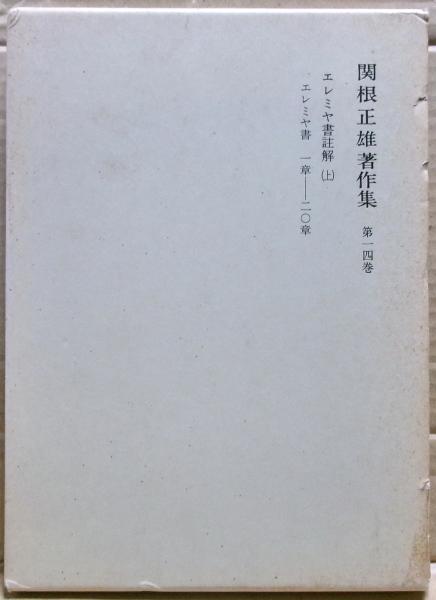 関根正雄著作集 第一四巻
エレミヤ書註解(上)
エレミヤ書 一章──二〇章